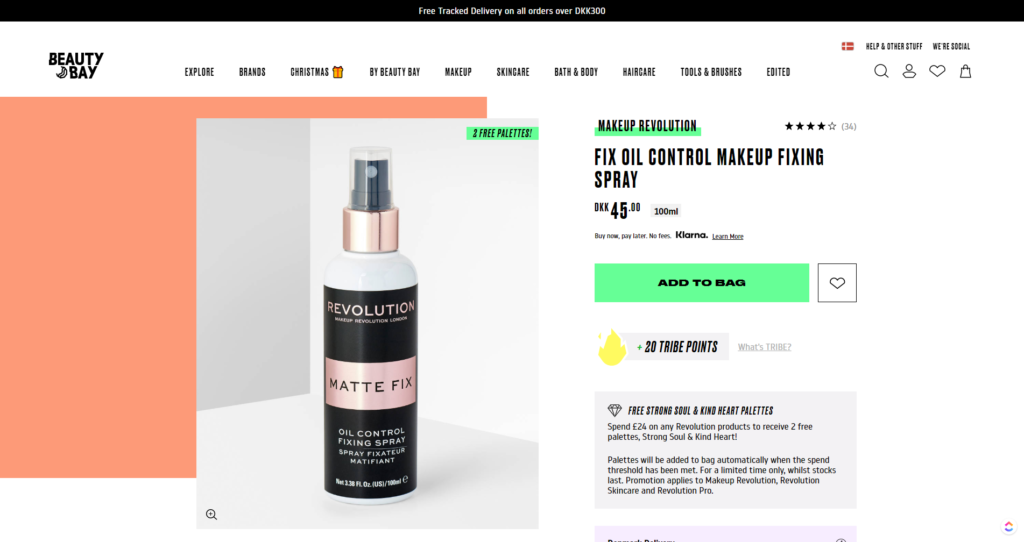 Free Tracked Delivery on all orders over DKK300
HELP & OTHER STUFF
WE'RE SOCIAL
BEAUTY
BAY
EXPLORE
BRANDS
CHRISTMAS
BY BEAUTY BAY
MAKEUP
SKINCARE
BATH & BODY
HAIRCARE
TOOLS & BRUSHES
EDITED
2 FREE PALETTES!
REVOLUTION
MAKEUP REVOLUTION LONDON
MATTE FIX
OIL CONTROL
FIXING SPRAY
SPRAY FIXATEUR
MATIFIANT
Net 3.38 Fl. Oz. (US)/100ml ℮
MAKEUP REVOLUTION
(34)
FIX OIL CONTROL MAKEUP FIXING
SPRAY
DKK 45.00
100ml
Buy now, pay later. No fees. Klarna. Learn More
ADD TO BAG
+ 20 TRIBE POINTS
What's TRIBE?
FREE STRONG SOUL & KIND HEART PALETTES
Spend £24 on any Revolution products to receive 2 free
palettes, Strong Soul & Kind Heart!
Palettes will be added to bag automatically when the spend
threshold has been met. For a limited time only, whilst stocks
last. Promotion applies to Makeup Revolution, Revolution
Skincare and Revolution Pro.
Denmark Delivery